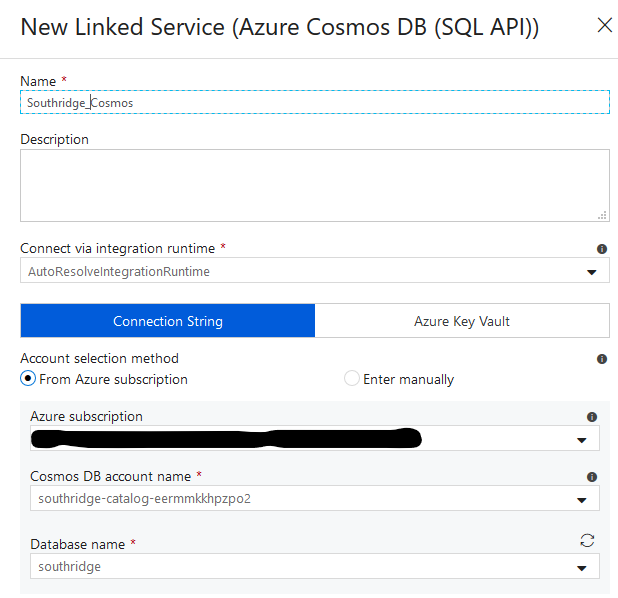 New Linked Service (Azure Cosmos DB (SQL API))
Name *
Southridge_Cosmos
Description
Connect via integration runtime *
AutoResolveIntegrationRuntime
Connection String
Azure Key Vault
Account selection method
From Azure subscription
Enter manually
Azure subscription
Cosmos DB account name *
southridge-catalog-eermmkkhpzpo2
Database name *
southridge